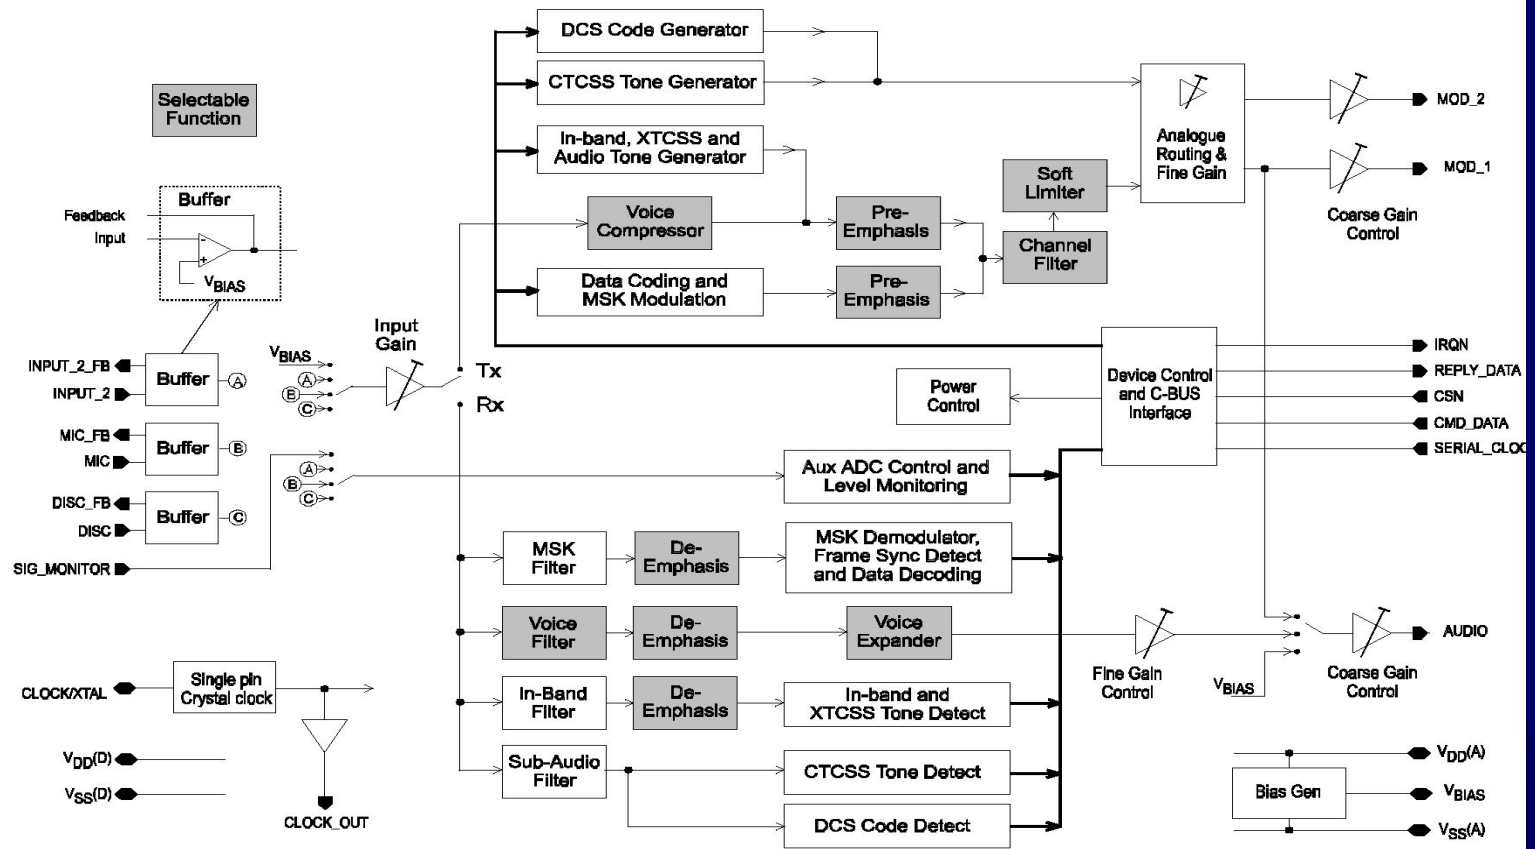 DCS Code Generator
CTCSS Tone Generator
Selectable
Function
In-band, XTCSS and
Audio Tone Generator
Analogue
Routing &
Fine Gain
MOD_2
MOD_1
Coarse Gain
Control
Soft
Limiter
Buffer
Feedback
Input
-
+
VBIAS
Voice
Compressor
Pre-
Emphasis
Channel
Filter
Data Coding and
MSK Modulation
Pre-
Emphasis
Input
Gain
VBIAS
A
B
C
Tx
Rx
INPUT_2_FB
INPUT_2
Buffer
A
MIC_FB
MIC
Buffer
B
DISC_FB
DISC
Buffer
C
SIG_MONITOR
A
B
C
Power
Control
Device Control
and C-BUS
Interface
IRQN
REPLY_DATA
CSN
CMD_DATA
SERIAL_CLOC
Aux ADC Control and
Level Monitoring
MSK
Filter
De-
Emphasis
MSK Demodulator,
Frame Sync Detect
and Data Decoding
Voice
Filter
De-
Emphasis
Voice
Expander
Fine Gain
Control
VBIAS
Coarse Gain
Control
AUDIO
In-Band
Filter
De-
Emphasis
In-band and
XTCSS Tone Detect
Sub-Audio
Filter
CTCSS Tone Detect
DCS Code Detect
CLOCK/XTAL
Single pin
Crystal clock
CLOCK_OUT
VDD(D)
VSS(D)
Bias Gen
VDD(A)
VBIAS
VSS(A)